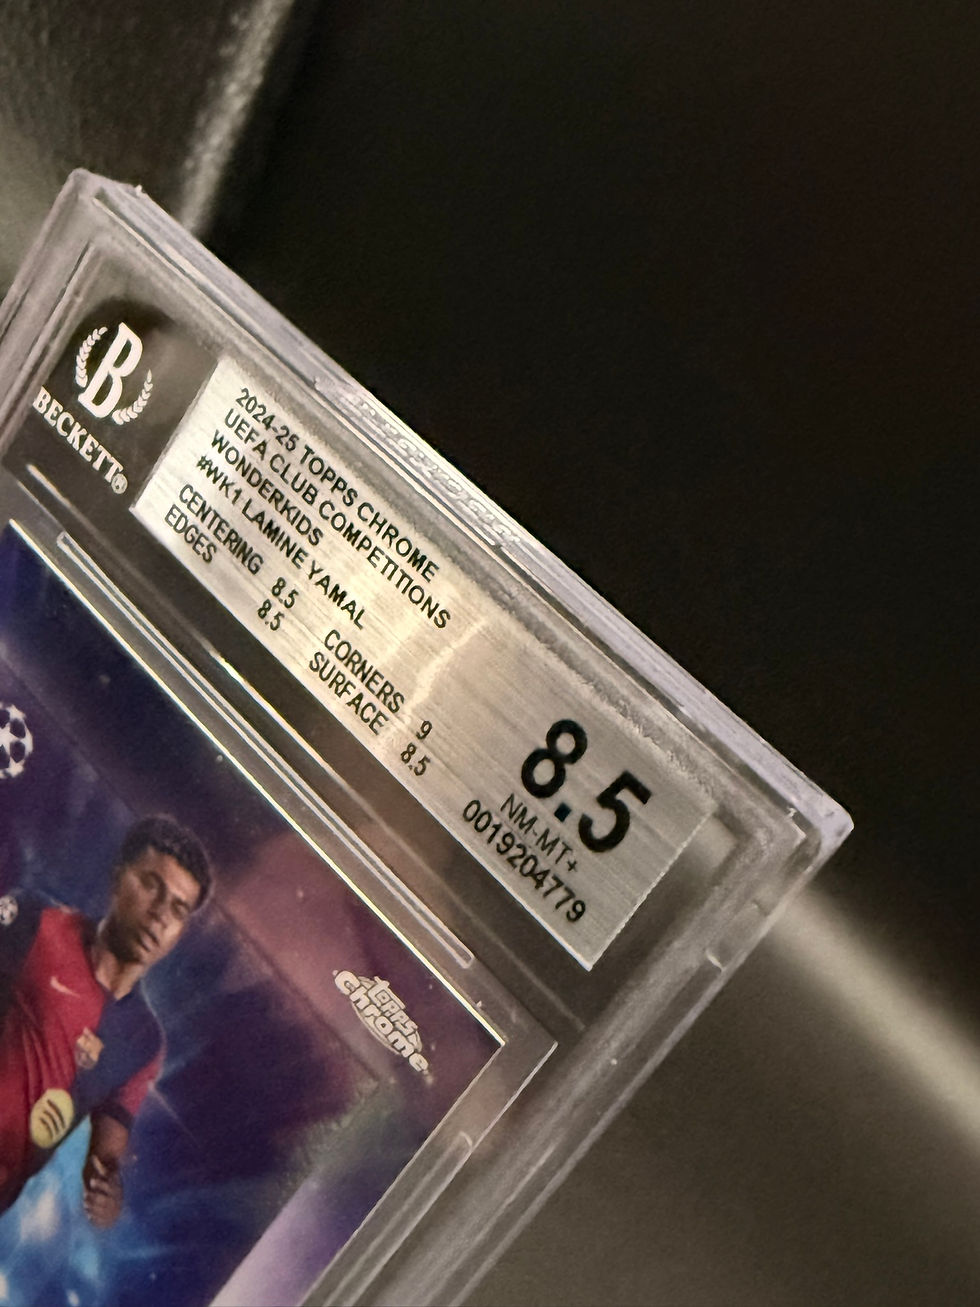 B
BECKETT®
2024-25 TOPPS CHROME
UEFA CLUB COMPETITIONS
WONDERKIDS
#WK1 LAMINE YAMAL
CENTERING 8.5 CORNERS 9
EDGES 8.5 SURFACE 8.5
8.5
NM-MT+
0019204779
Topps
Chrome